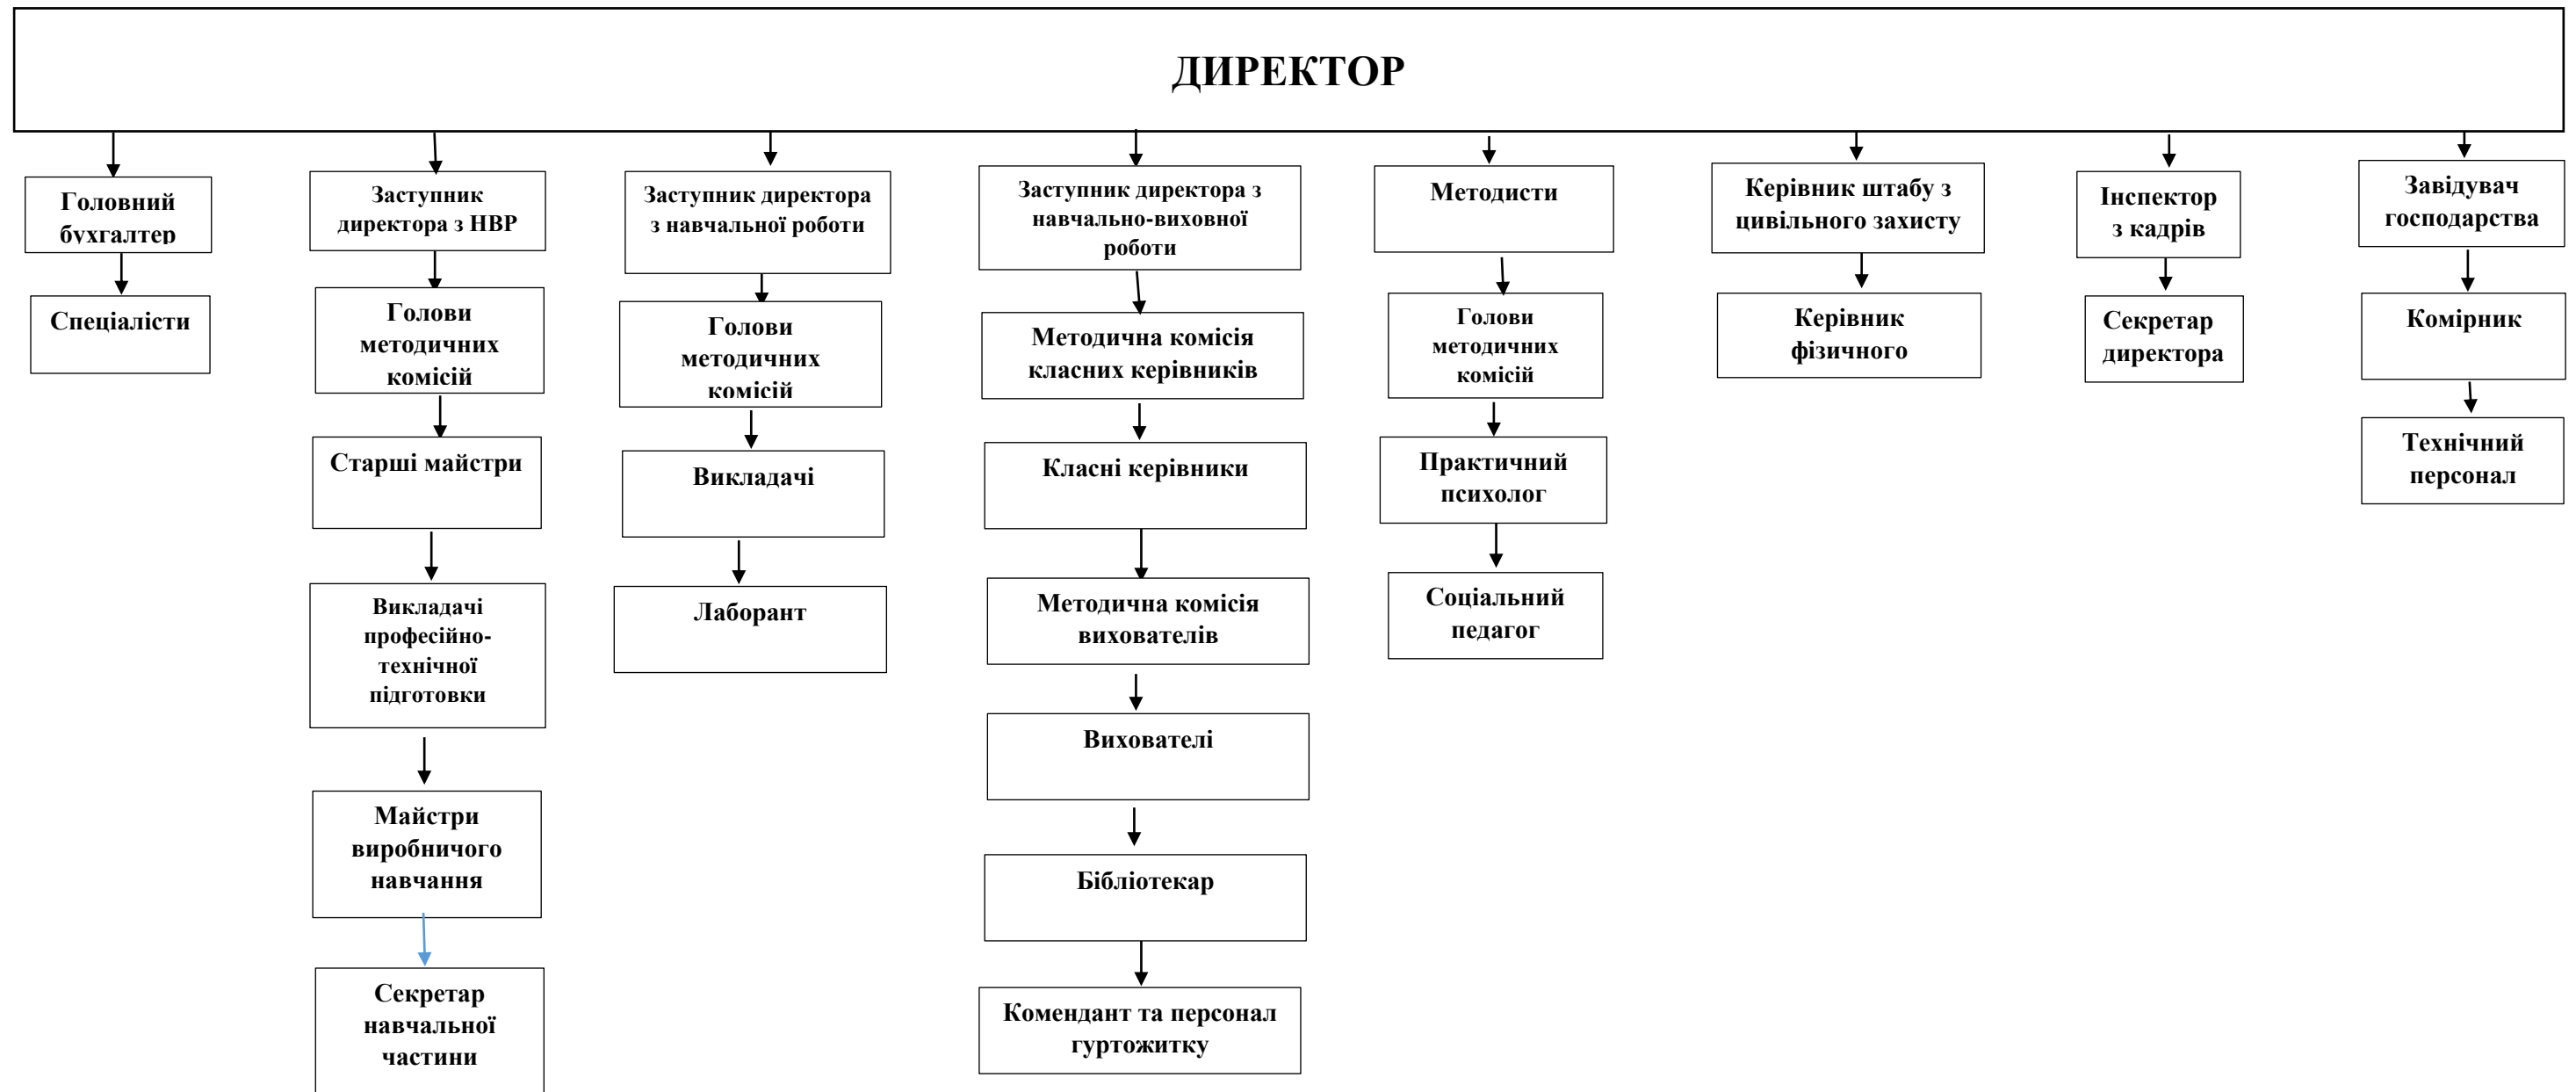 ДИРЕКТОР
Головний
бухгалтер
Спеціалісти
Заступник
директора з НВР
Голови
методичних
комісій
Старші майстри
Викладачі
професійно-
технічної
підготовки
Майстри
виробничого
навчання
Секретар
навчальної
частини
Заступник директора
з навчальної роботи
Голови
методичних
комісій
Викладачі
Лаборант
Заступник директора з
навчально-виховної
роботи
Методична комісія
класних керівників
Класні керівники
Методична комісія
вихователів
Вихователі
Бібліотекар
Комендант та персонал
гуртожитку
Методисти
Голови
методичних
комісій
Практичний
психолог
Соціальний
педагог
Керівник штабу з
цивільного захисту
Керівник
фізичного
Інспектор
з кадрів
Секретар
директора
Завідувач
господарства
Комірник
Технічний
персонал